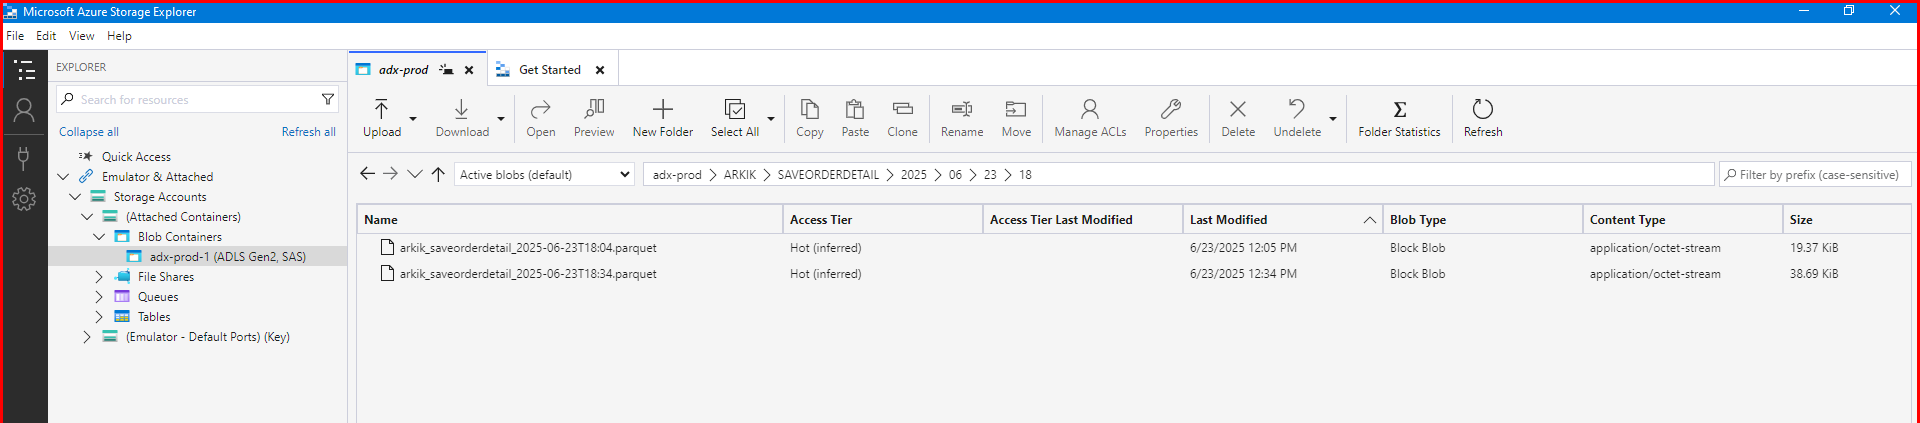 Microsoft Azure Storage Explorer
File Edit View Help
EXPLORER
Search for resources
Collapse all Refresh all
Quick Access
Emulator & Attached
Storage Accounts
(Attached Containers)
Blob Containers
adx-prod-1 (ADLS Gen2, SAS)
File Shares
Queues
Tables
(Emulator - Default Ports) (Key)
adx-prod Get Started
Upload Download Open Preview New Folder Select All Copy Paste Clone Rename Move Manage ACLs Properties Delete Undelete Folder Statistics Refresh
Active blobs (default) adx-prod ARKIK SAVEORDERDETAIL 2025 06 23 18 Filter by prefix (case-sensitive)
Name Access Tier Access Tier Last Modified Last Modified Blob Type Content Type Size
arkik_saveorderdetail_2025-06-23T18:04.parquet Hot (inferred) 6/23/2025 12:05 PM Block Blob application/octet-stream 19.37 KiB
arkik_saveorderdetail_2025-06-23T18:34.parquet Hot (inferred) 6/23/2025 12:34 PM Block Blob application/octet-stream 38.69 KiB